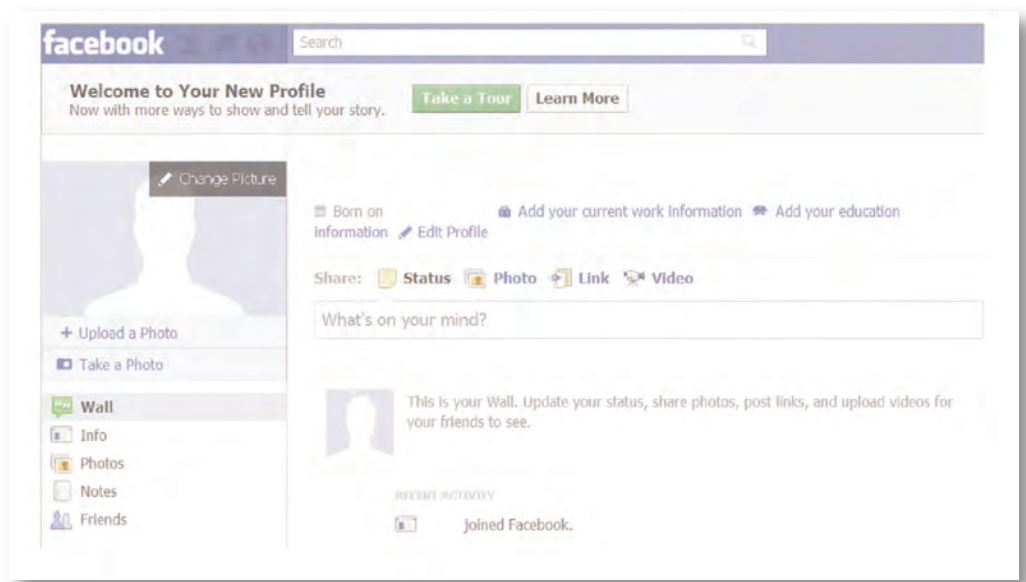 facebook
Search
Welcome to Your New Profile
Now with more ways to show and tell your story.
Take a Tour
Learn More
Change Picture
Born on
Add your current work information
Add your education
information
Edit Profile
Share:
Status
Photo
Link
Video
What's on your mind?
+ Upload a Photo
Take a Photo
This is your Wall. Update your status, share photos, post links, and upload videos for
your friends to see.
Wall
Info
Photos
Notes
Friends
RECENT ACTIVITY
joined Facebook.